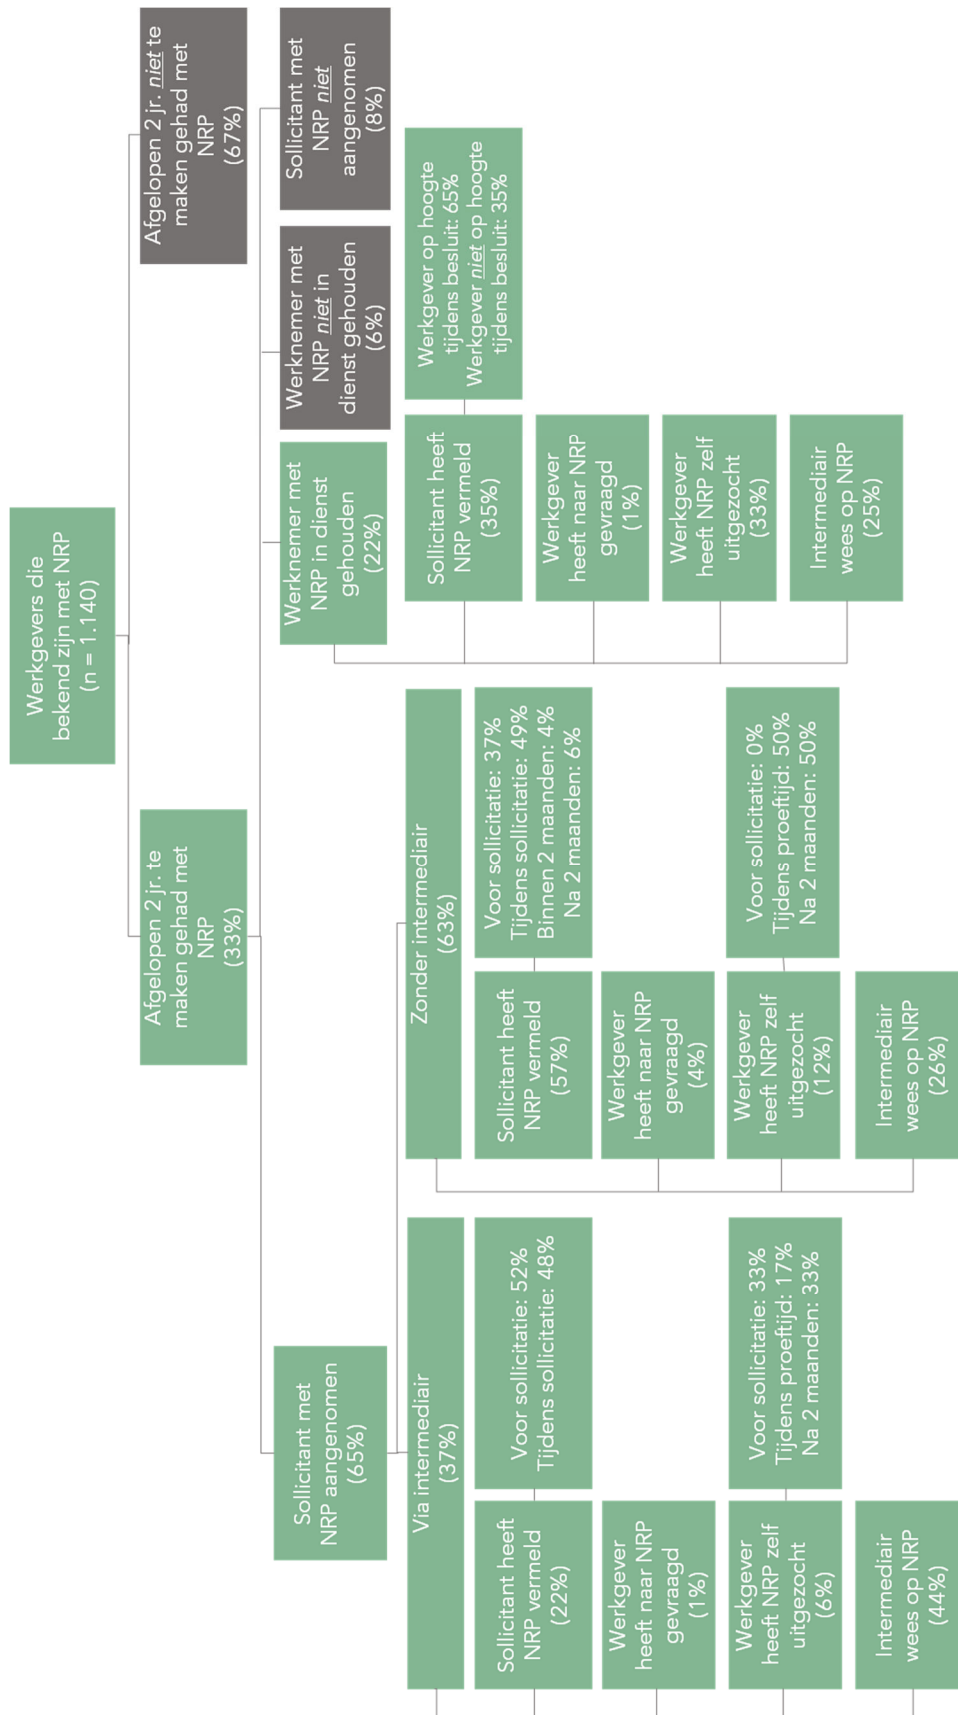 Werkgevers die
bekend zijn met NRP
(n = 1.140)
Afgelopen 2 jr. te
maken gehad met
NRP
(33%)
Afgelopen 2 jr. niet te
maken gehad met
NRP
(67%)
Sollicitant met
NRP aangenomen
(65%)
Werknemer met
NRP in dienst
gehouden
(22%)
Werknemer met
NRP niet in
dienst gehouden
(6%)
Sollicitant met
NRP niet
aangenomen
(8%)
Via intermediair
(37%)
Zonder intermediair
(63%)
Sollicitant heeft
NRP vermeld
(22%)
Voor sollicitatie: 52%
Tijdens sollicitatie: 48%
Werkgever
heeft naar NRP
gevraagd
(1%)
Werkgever
heeft NRP zelf
uitgezocht
(6%)
Voor sollicitatie: 33%
Tijdens proeftijd: 17%
Na 2 maanden: 33%
Intermediair
wees op NRP
(44%)
Sollicitant heeft
NRP vermeld
(57%)
Voor sollicitatie: 37%
Tijdens sollicitatie: 49%
Binnen 2 maanden: 4%
Na 2 maanden: 6%
Werkgever
heeft naar NRP
gevraagd
(4%)
Werkgever
heeft NRP zelf
uitgezocht
(12%)
Voor sollicitatie: 0%
Tijdens proeftijd: 50%
Na 2 maanden: 50%
Intermediair
wees op NRP
(26%)
Sollicitant heeft
NRP vermeld
(35%)
Werkgever op hoogte
tijdens besluit: 65%
Werkgever niet op hoogte
tijdens besluit: 35%
Werkgever
heeft naar NRP
gevraagd
(1%)
Werkgever
heeft NRP zelf
uitgezocht
(33%)
Intermediair
wees op NRP
(25%)